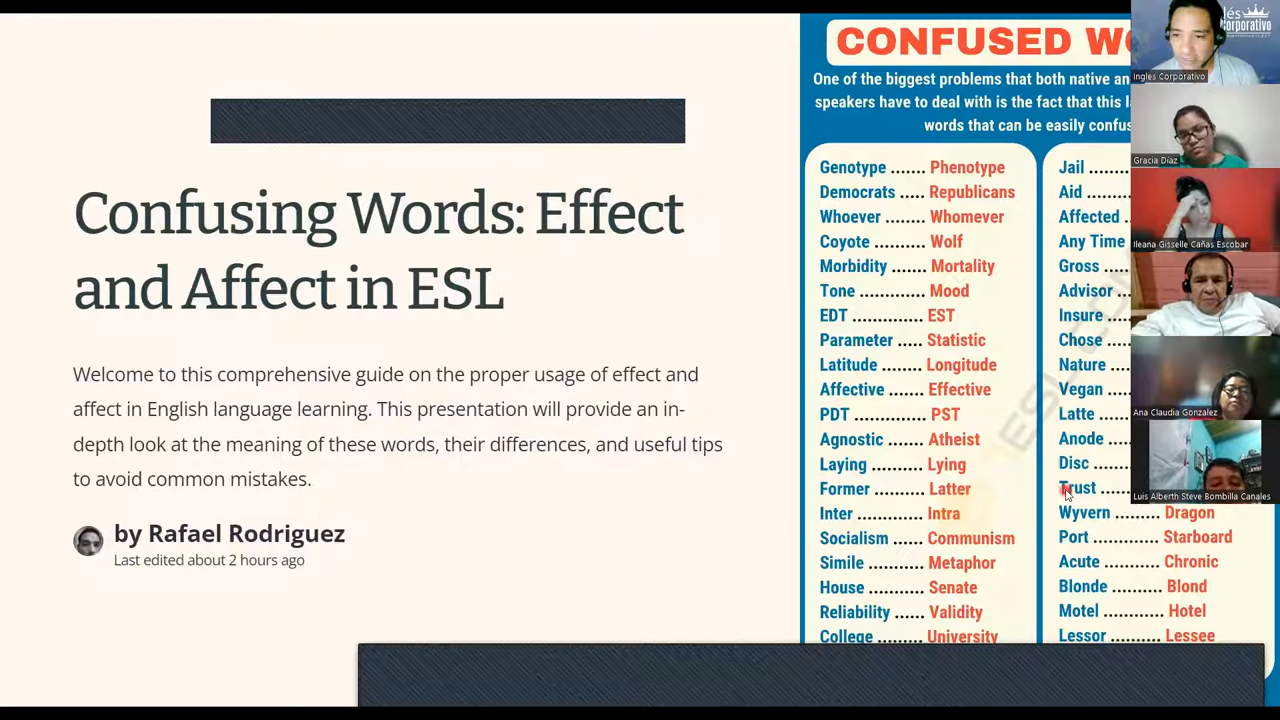 Confusing Words: Effect
and Affect in ESL
Welcome to this comprehensive guide on the proper usage of effect and
affect in English language learning. This presentation will provide an in-
depth look at the meaning of these words, their differences, and useful tips
to avoid common mistakes.
by Rafael Rodriguez
Last edited about 2 hours ago
CONFUSED
One of the biggest problems that both native
speakers have to deal with is the fact that this
words that can be easily
Genotype ....... Phenotype
Democrats ..... Republicans
Whoever ........ Whomever
Coyote .......... Wolf
Morbidity ....... Mortality
Tone ............. Mood
EDT .............. EST
Parameter ..... Statistic
Latitude ........ Longitude
Affective ....... Effective
PDT .............. PST
Agnostic ....... Atheist
Laying .......... Lying
Former .......... Latter
Inter ............ Intra
Socialism ...... Communism
Simile ........... Metaphor
House ........... Senate
Reliability ...... Validity
College ......... University
Jail .......
Aid ........
Affected ..
Any Time
Gross .....
Advisor ...
Insure .....
Chose .....
Nature ....
Vegan .....
Latte ......
Anode .....
Disc .......
Trust .....
Wyvern .......... Dragon
Port ............. Starboard
Acute ........... Chronic
Blonde .......... Blond
Motel ........... Hotel
Lessor .......... Lessee
lés
Corporativo
Ingles Corporativo
Gracia Diaz
Ileana Gisselle Cañas Escobar
Ana Claudia Gonzalez
Luis Alberth Steve Bombilla Canales